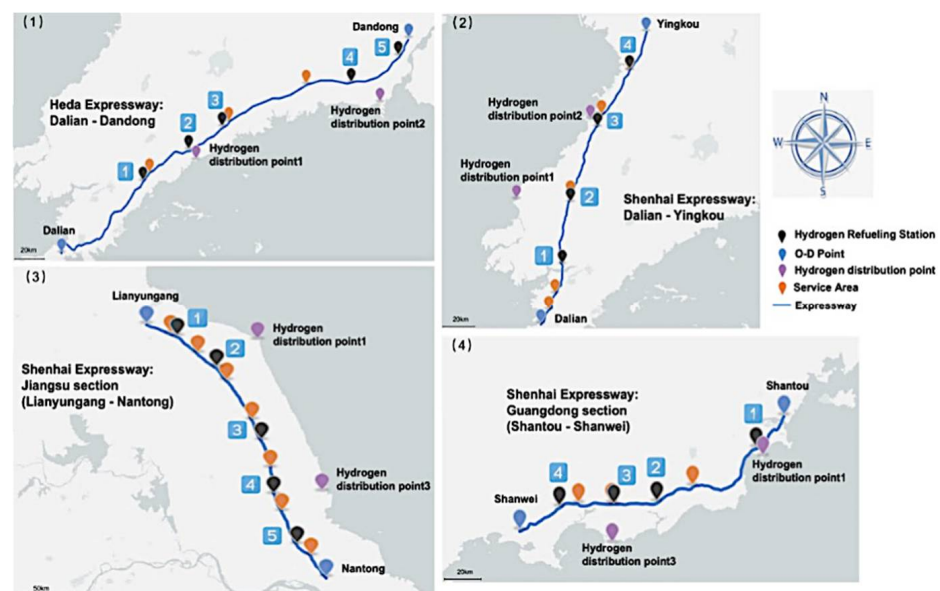 (1)
Dandong
5
4
Heda Expressway:
Dalian - Dandong
3
Hydrogen
distribution point2
2
Hydrogen
distribution point1
1
Dalian
20km
(2)
Yingkou
4
Hydrogen
distribution point2
3
Hydrogen
distribution point1
2
Shenhai Expressway:
Dalian - Yingkou
1
20km
Dalian
N
W
E
S
Hydrogen Refueling Station
O-D Point
Hydrogen distribution point
Service Area
Expressway
(3)
Lianyungang
1
Hydrogen
distribution point1
2
Shenhai Expressway:
Jiangsu section
(Lianyungang - Nantong)
3
4
Hydrogen
distribution point3
5
Nantong
50km
(4)
Shenhai Expressway:
Guangdong section
(Shantou - Shanwei)
Shantou
1
Hydrogen
distribution point1
2
3
4
Shanwei
Hydrogen
distribution point3
20km